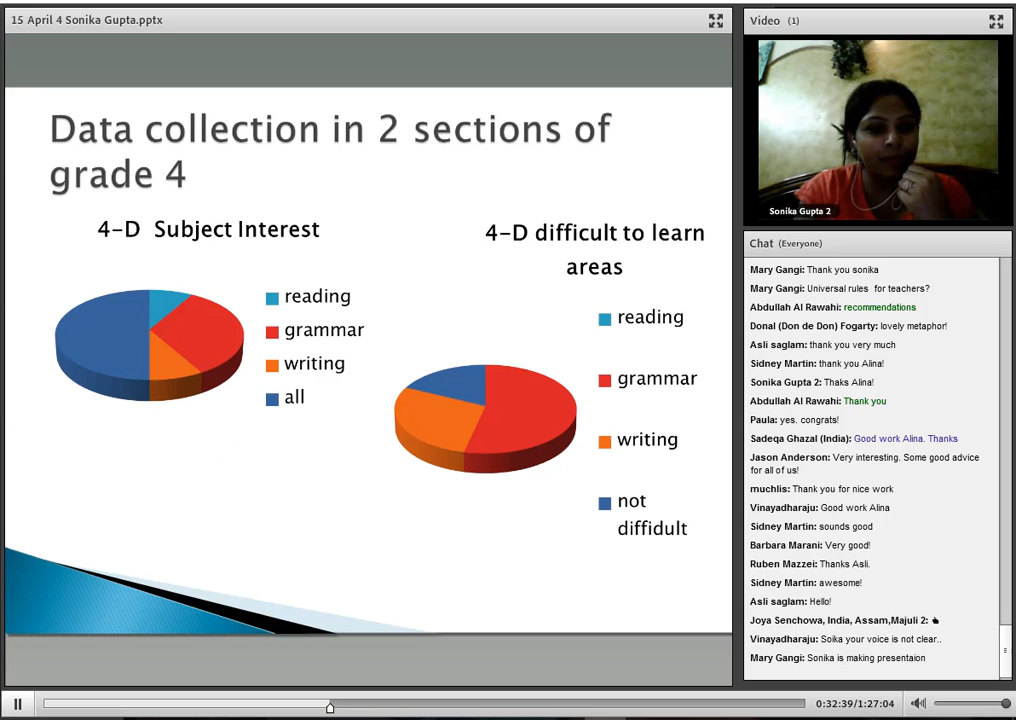 15 April 4 Sonika Gupta.pptx
Data collection in 2 sections of
grade 4
4-D Subject Interest
reading
grammar
writing
all
4-D difficult to learn
areas
reading
grammar
writing
not
diffidult
Video (1)
Sonika Gupta 2
Chat (Everyone)
Mary Gangi: Thank you sonika
Mary Gangi: Universal rules for teachers?
Abdullah Al Rawahi: recommendations
Donal (Don de Don) Fogarty: lovely metaphor!
Asli saglam: thank you very much
Sidney Martin: thank you Alina!
Sonika Gupta 2: Thaks Alina!
Abdullah Al Rawahi: Thank you
Paula: yes. congrats!
Sadeqa Ghazal (India): Good work Alina. Thanks
Jason Anderson: Very interesting. Some good advice
for all of us!
muchlis: Thank you for nice work
Vinayadharaju: Good work Alina
Sidney Martin: sounds good
Barbara Marani: Very good!
Ruben Mazzei: Thanks Asli.
Sidney Martin: awesome!
Asli saglam: Hello!
Joya Senchowa, India, Assam,Majuli 2:
Vinayadharaju: Soika your voice is not clear..
Mary Gangi: Sonika is making presentaion
0:32:39/1:27:04